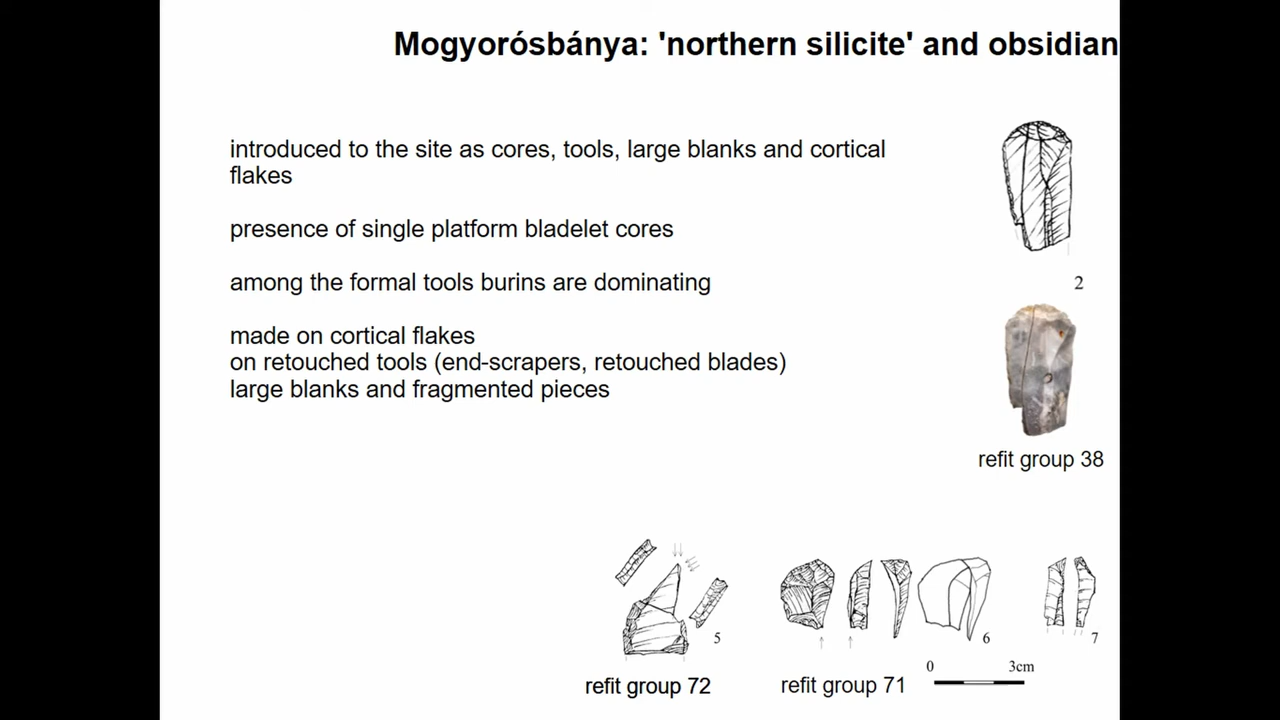 Mogyorósbánya: 'northern silicite' and obsidian
introduced to the site as cores, tools, large blanks and cortical
flakes
presence of single platform bladelet cores
among the formal tools burins are dominating
made on cortical flakes
on retouched tools (end-scrapers, retouched blades)
large blanks and fragmented pieces
2
refit group 38
5
6
7
0 3cm
refit group 72
refit group 71